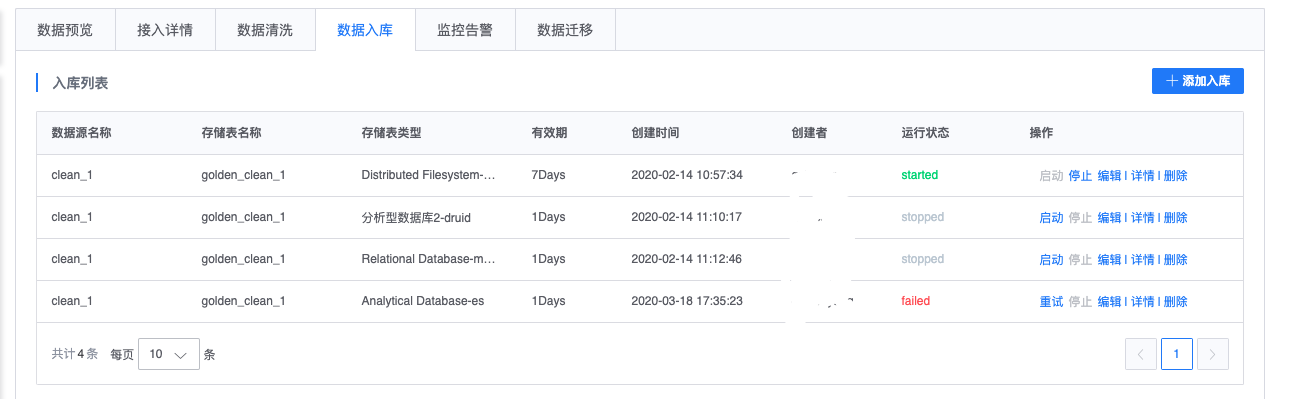 数据预览 接入详情 数据清洗 数据入库 监控告警 数据迁移
入库列表 添加入库
数据源名称 存储表名称 存储表类型 有效期 创建时间 创建者 运行状态 操作
clean_1 golden_clean_1 Distributed Filesystem-... 7Days 2020-02-14 10:57:34 started 启动 停止 编辑 | 详情 | 删除
clean_1 golden_clean_1 分析型数据库2-druid 1Days 2020-02-14 11:10:17 stopped 启动 停止 编辑 | 详情 | 删除
clean_1 golden_clean_1 Relational Database-m... 1Days 2020-02-14 11:12:46 stopped 启动 停止 编辑 | 详情 | 删除
clean_1 golden_clean_1 Analytical Database-es 1Days 2020-03-18 17:35:23 failed 重试 停止 编辑 | 详情 | 删除
共计4条 每页 10 条 1